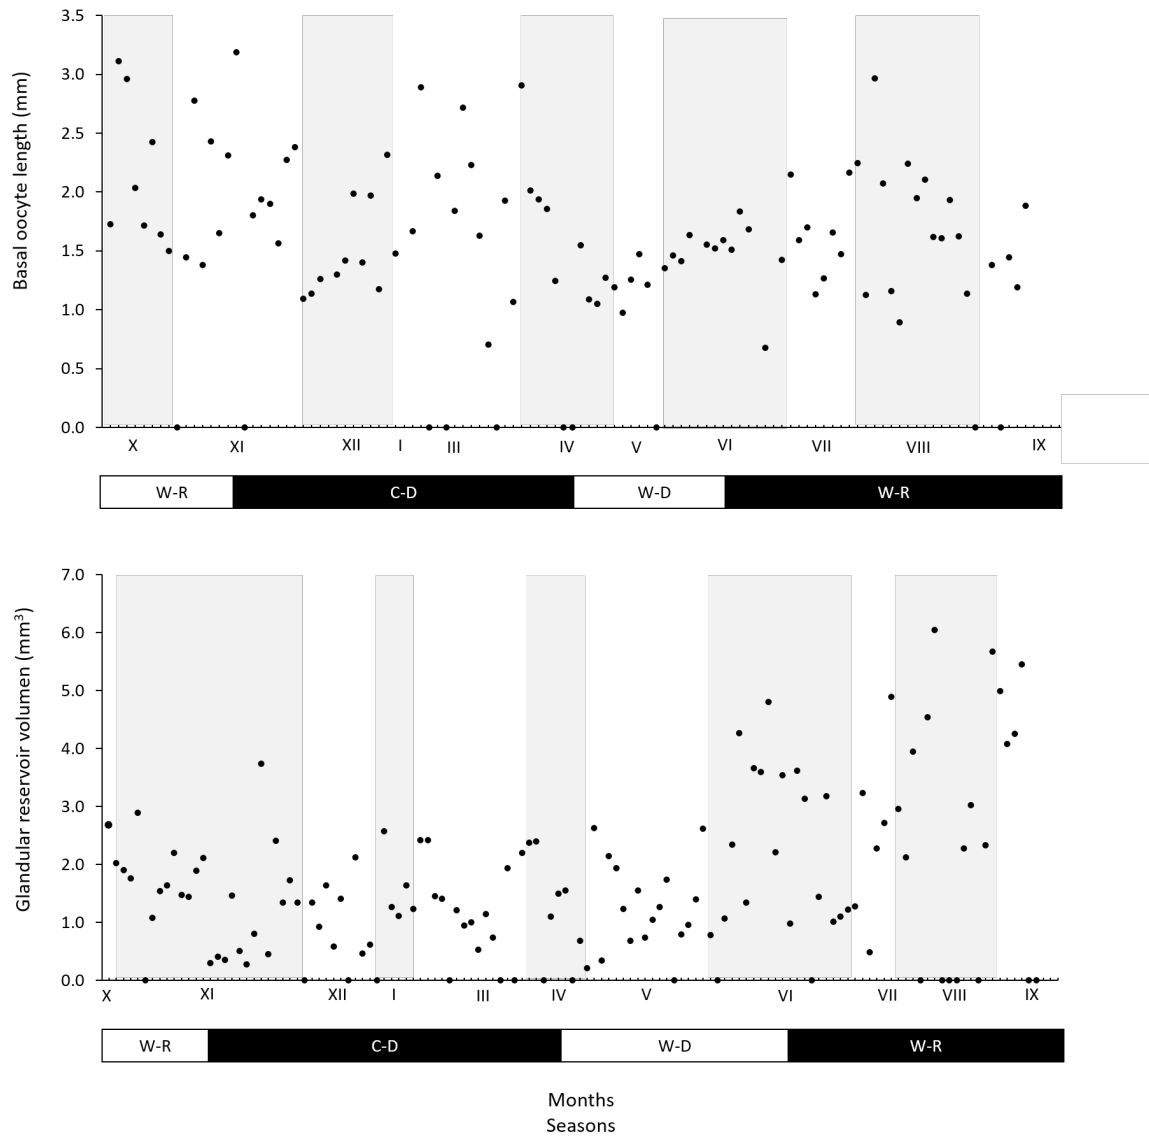 3.5
3.0
2.5
2.0
1.5
1.0
0.5
0.0
Basal oocyte length (mm)
X XI XII I III IV V VI VII VIII IX
W-R C-D W-D W-R
7.0
6.0
5.0
4.0
3.0
2.0
1.0
0.0
Glandular reservoir volumen (mm³)
X XI XII I III IV V VI VII VIII IX
W-R C-D W-D W-R
Months
Seasons